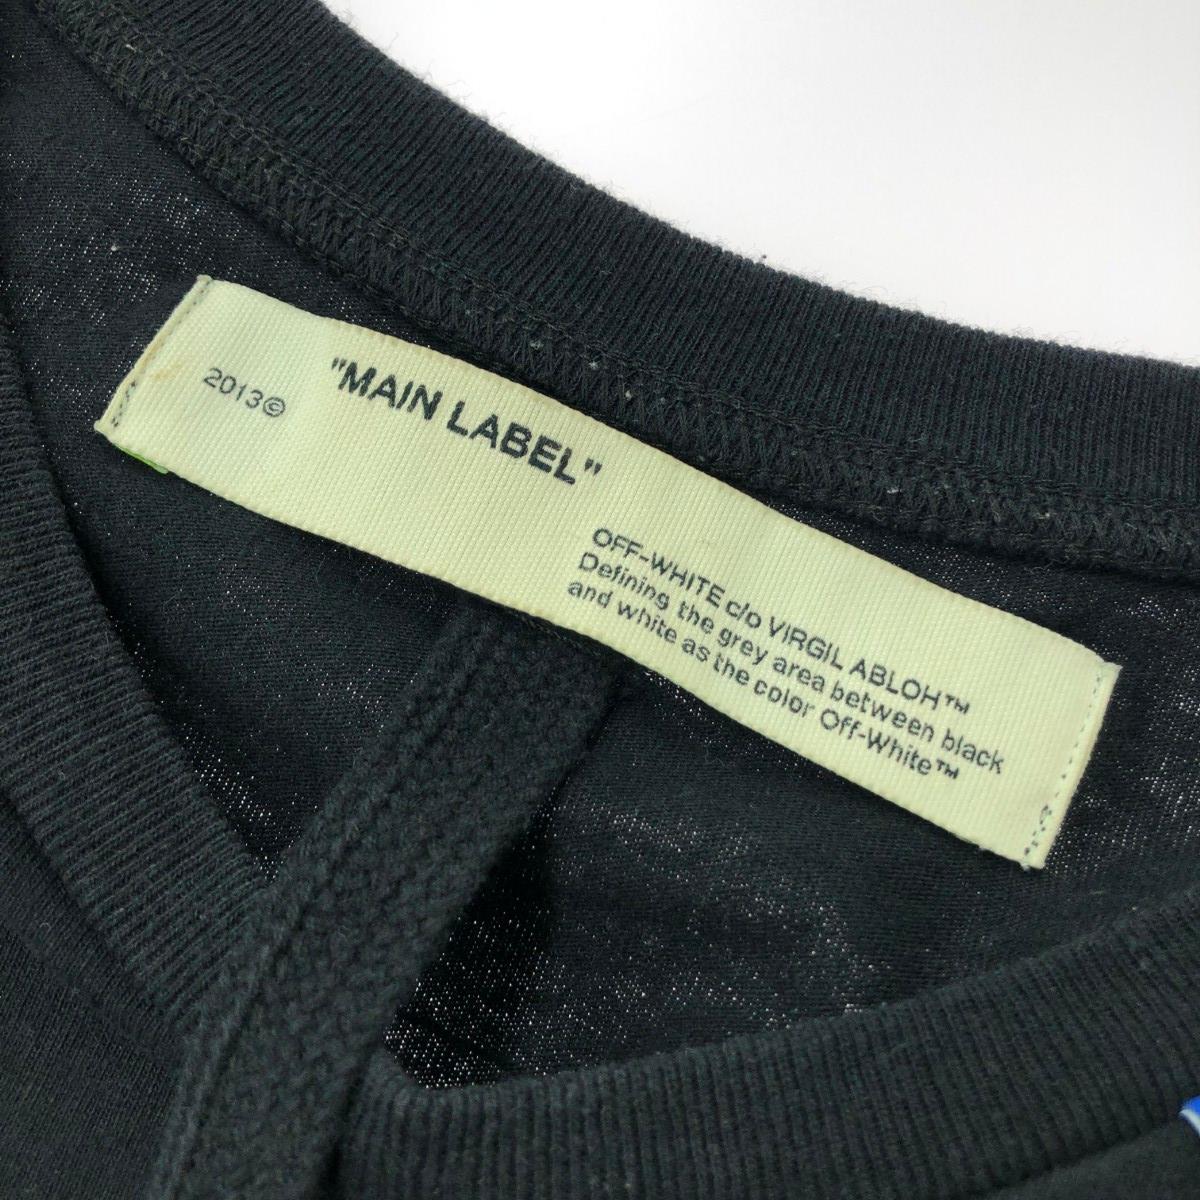 2013©
"MAIN LABEL"
OFF-WHITE c/o VIRGIL ABLOH™
Defining the grey area between black
and white as the color Off-White™